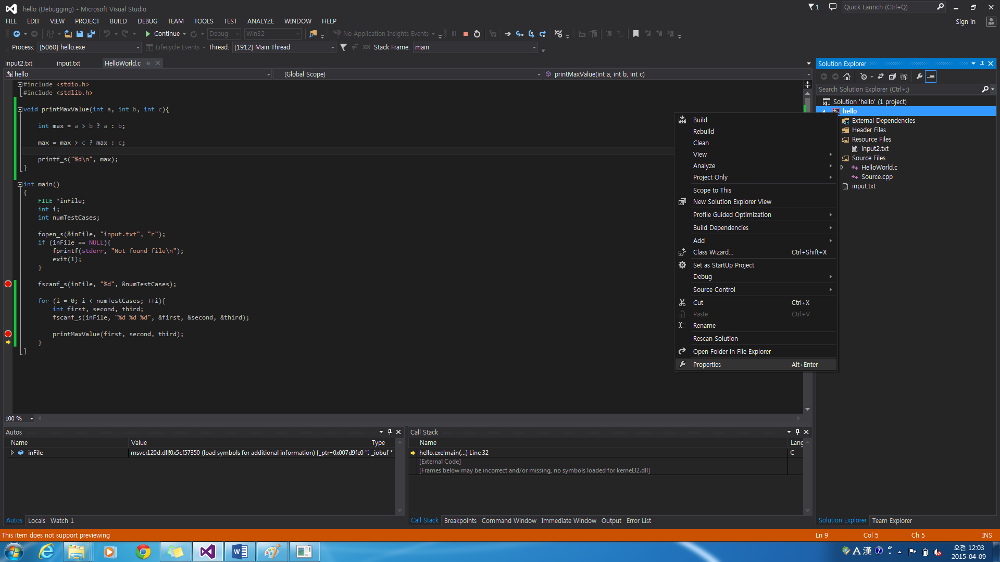 hello (Debugging) - Microsoft Visual Studio
1
Quick Launch (Ctrl+Q)
FILE EDIT VIEW PROJECT BUILD DEBUG TEAM TOOLS TEST ANALYZE WINDOW HELP
Sign in
Continue Debug Win32 No Application Insights Events
Process: [5060] hello.exe Lifecycle Events Thread: [1912] Main Thread Stack Frame: main
input2.txt input.txt HelloWorld.c
hello (Global Scope) printMaxValue(int a, int b, int c)
#include <stdio.h>
#include <stdlib.h>
void printMaxValue(int a, int b, int c){
int max = a > b ? a : b;
max = max > c ? max : c;
printf_s("%d\n", max);
}
int main()
{
FILE *inFile;
int i;
int numTestCases;
fopen_s(&inFile, "input.txt", "r");
if (inFile == NULL){
fprintf(stderr, "Not found file\n");
exit(1);
}
fscanf_s(inFile, "%d", &numTestCases);
for (i = 0; i < numTestCases; ++i){
int first, second, third;
fscanf_s(inFile, "%d %d %d", &first, &second, &third);
printMaxValue(first, second, third);
}
}
100 %
Build
Rebuild
Clean
View
Analyze
Project Only
Scope to This
New Solution Explorer View
Profile Guided Optimization
Build Dependencies
Add
Class Wizard... Ctrl+Shift+X
Set as StartUp Project
Debug
Source Control
Cut Ctrl+X
Paste Ctrl+V
Rename
Rescan Solution
Open Folder in File Explorer
Properties Alt+Enter
Solution Explorer
Search Solution Explorer (Ctrl+;)
Solution 'hello' (1 project)
hello
External Dependencies
Header Files
Resource Files
input2.txt
Source Files
HelloWorld.c
Source.cpp
input.txt
Autos
Name Value Type
inFile msvcr120d.dll!0x5cf57350 (load symbols for additional information) {_ptr=0x007d9fe0 " _iobuf *
Autos Locals Watch 1
Call Stack
Name Lang
hello.exe!main(...) Line 32 C
[External Code]
[Frames below may be incorrect and/or missing, no symbols loaded for kernel32.dll]
Call Stack Breakpoints Command Window Immediate Window Output Error List
Solution Explorer Team Explorer
This item does not support previewing Ln 9 Col 5 Ch 5 INS
A 漢
오전 12:03
2015-04-09